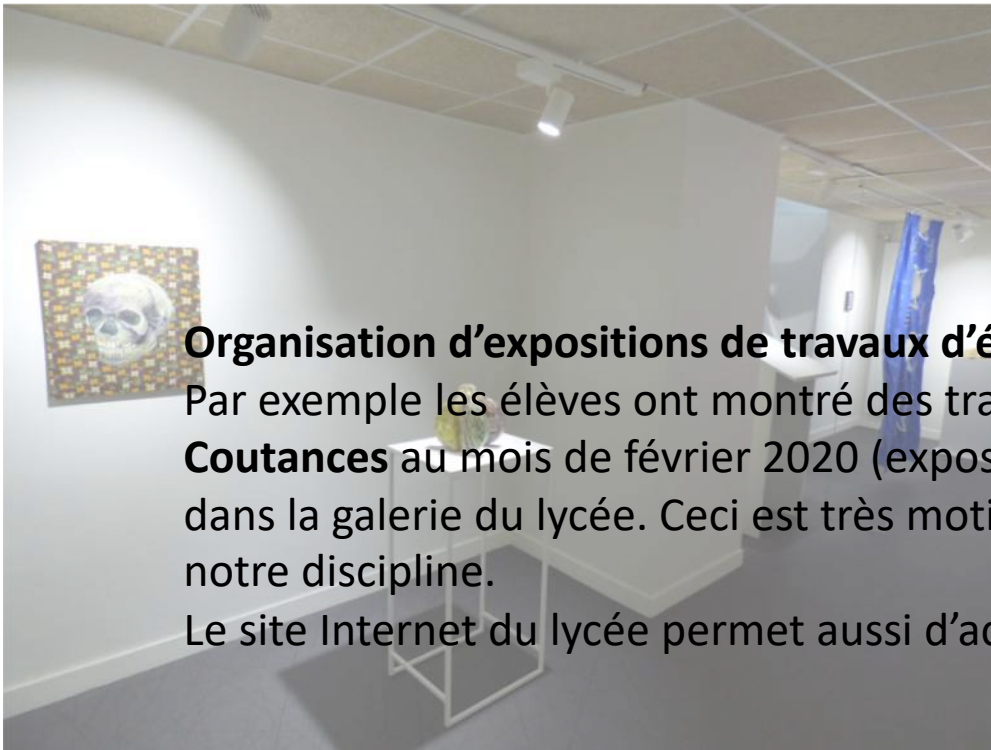 Organisation d’expositions de travaux d’é
Par exemple les élèves ont montré des tra
Coutances au mois de février 2020 (expos
dans la galerie du lycée. Ceci est très moti
notre discipline.
Le site Internet du lycée permet aussi d’ac